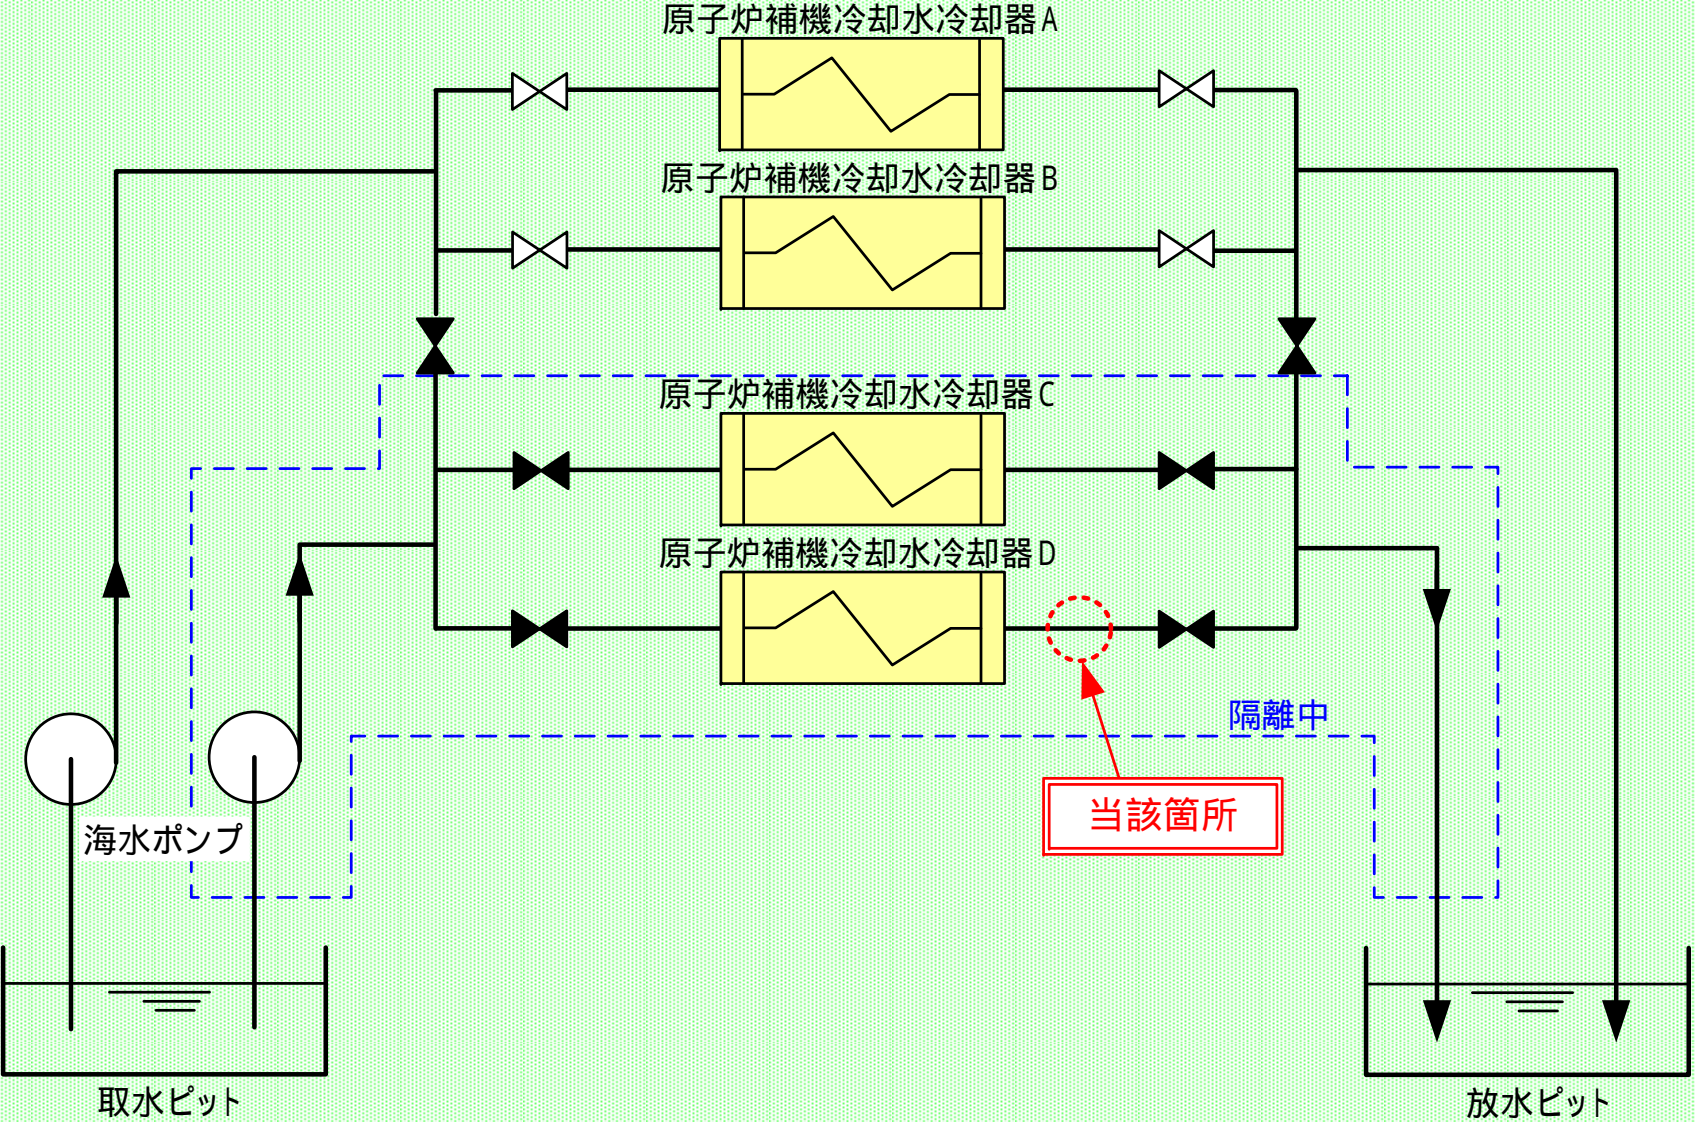 原子炉補機冷却水冷却器A
原子炉補機冷却水冷却器B
原子炉補機冷却水冷却器C
原子炉補機冷却水冷却器D
隔離中
当該箇所
海水ポンプ
取水ピット
放水ピット